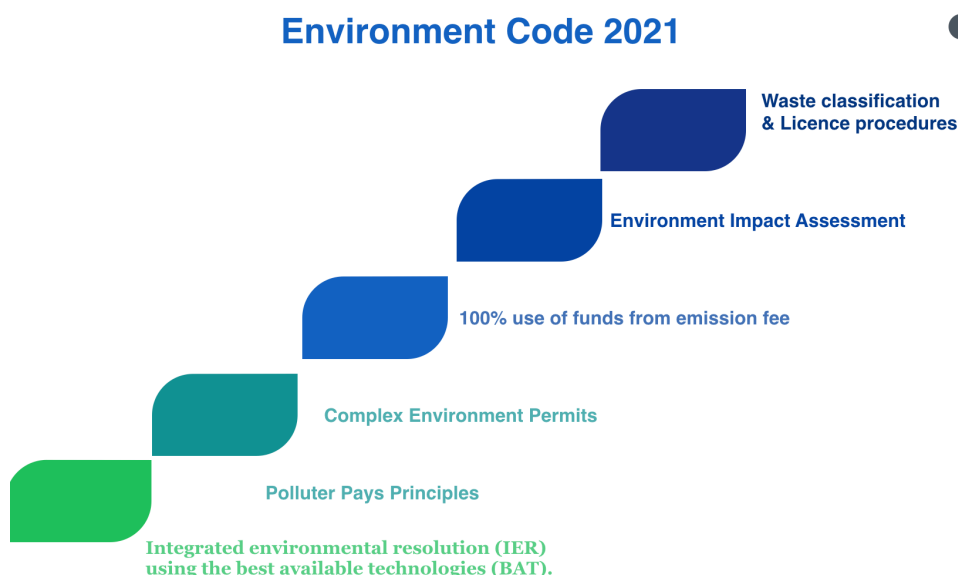 Environment Code 2021
Waste classification
& Licence procedures
Environment Impact Assessment
100% use of funds from emission fee
Complex Environment Permits
Polluter Pays Principles
Integrated environmental resolution (IER)
using the best available technologies (BAT).